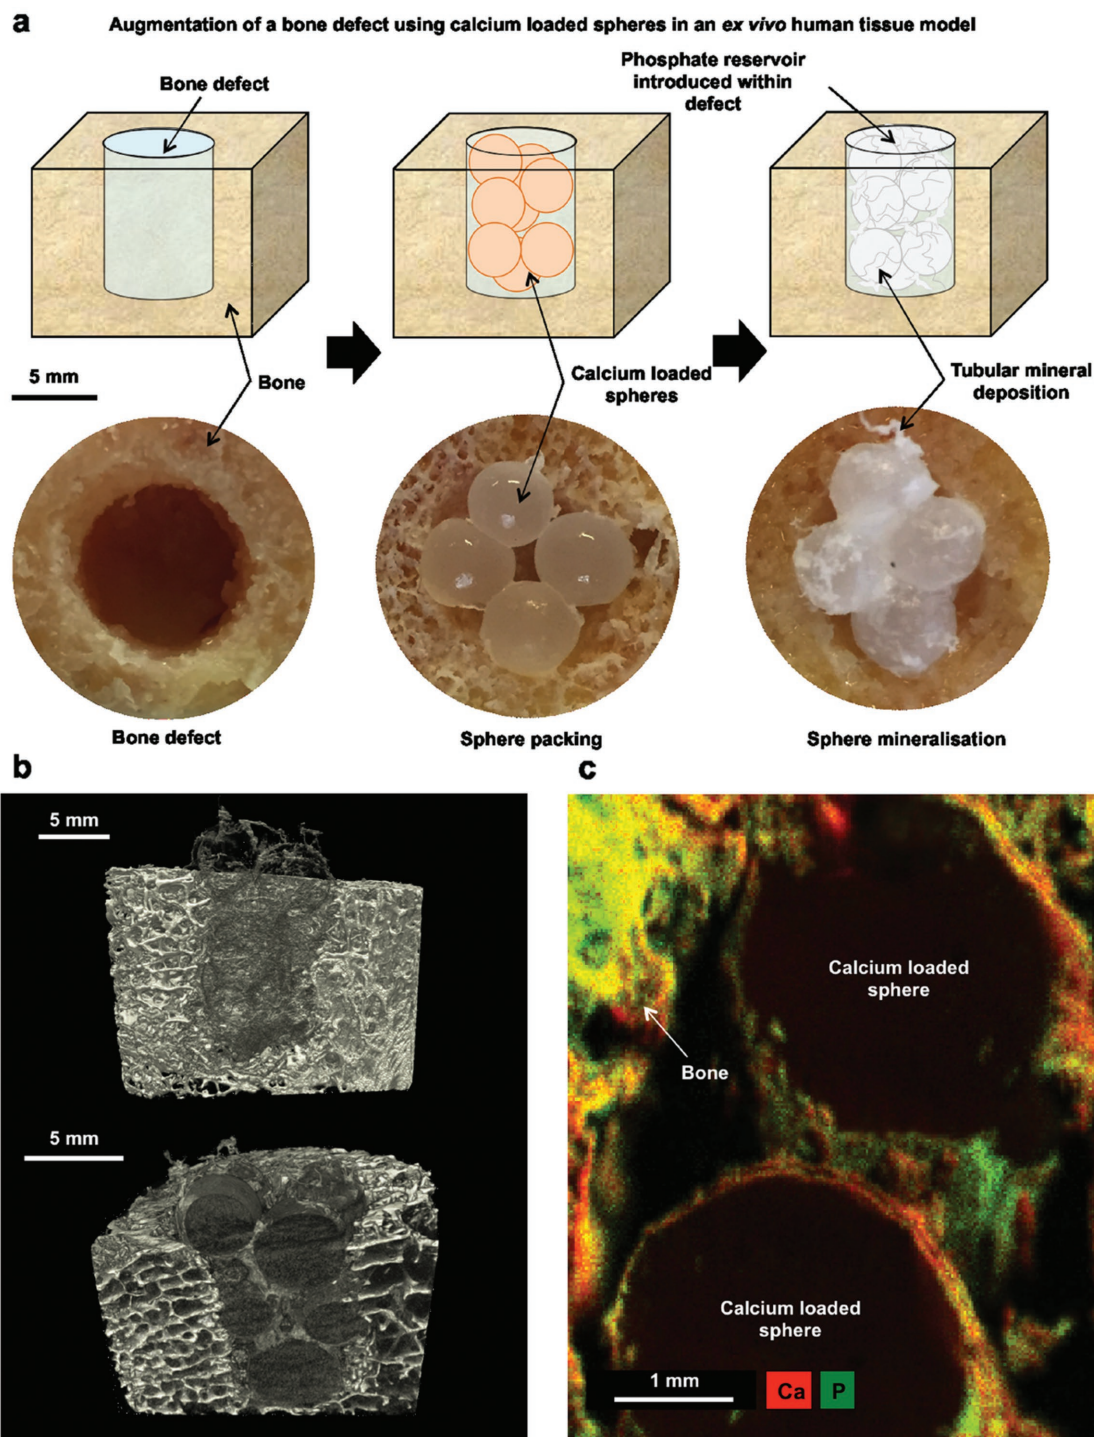 a
Augmentation of a bone defect using calcium loaded spheres in an ex vivo human tissue model
Bone defect
Phosphate reservoir
introduced within
defect
5 mm
Bone
Calcium loaded
spheres
Tubular mineral
deposition
Bone defect
Sphere packing
Sphere mineralisation
b
5 mm
5 mm
c
Calcium loaded
sphere
Bone
Calcium loaded
sphere
1 mm
Ca
P